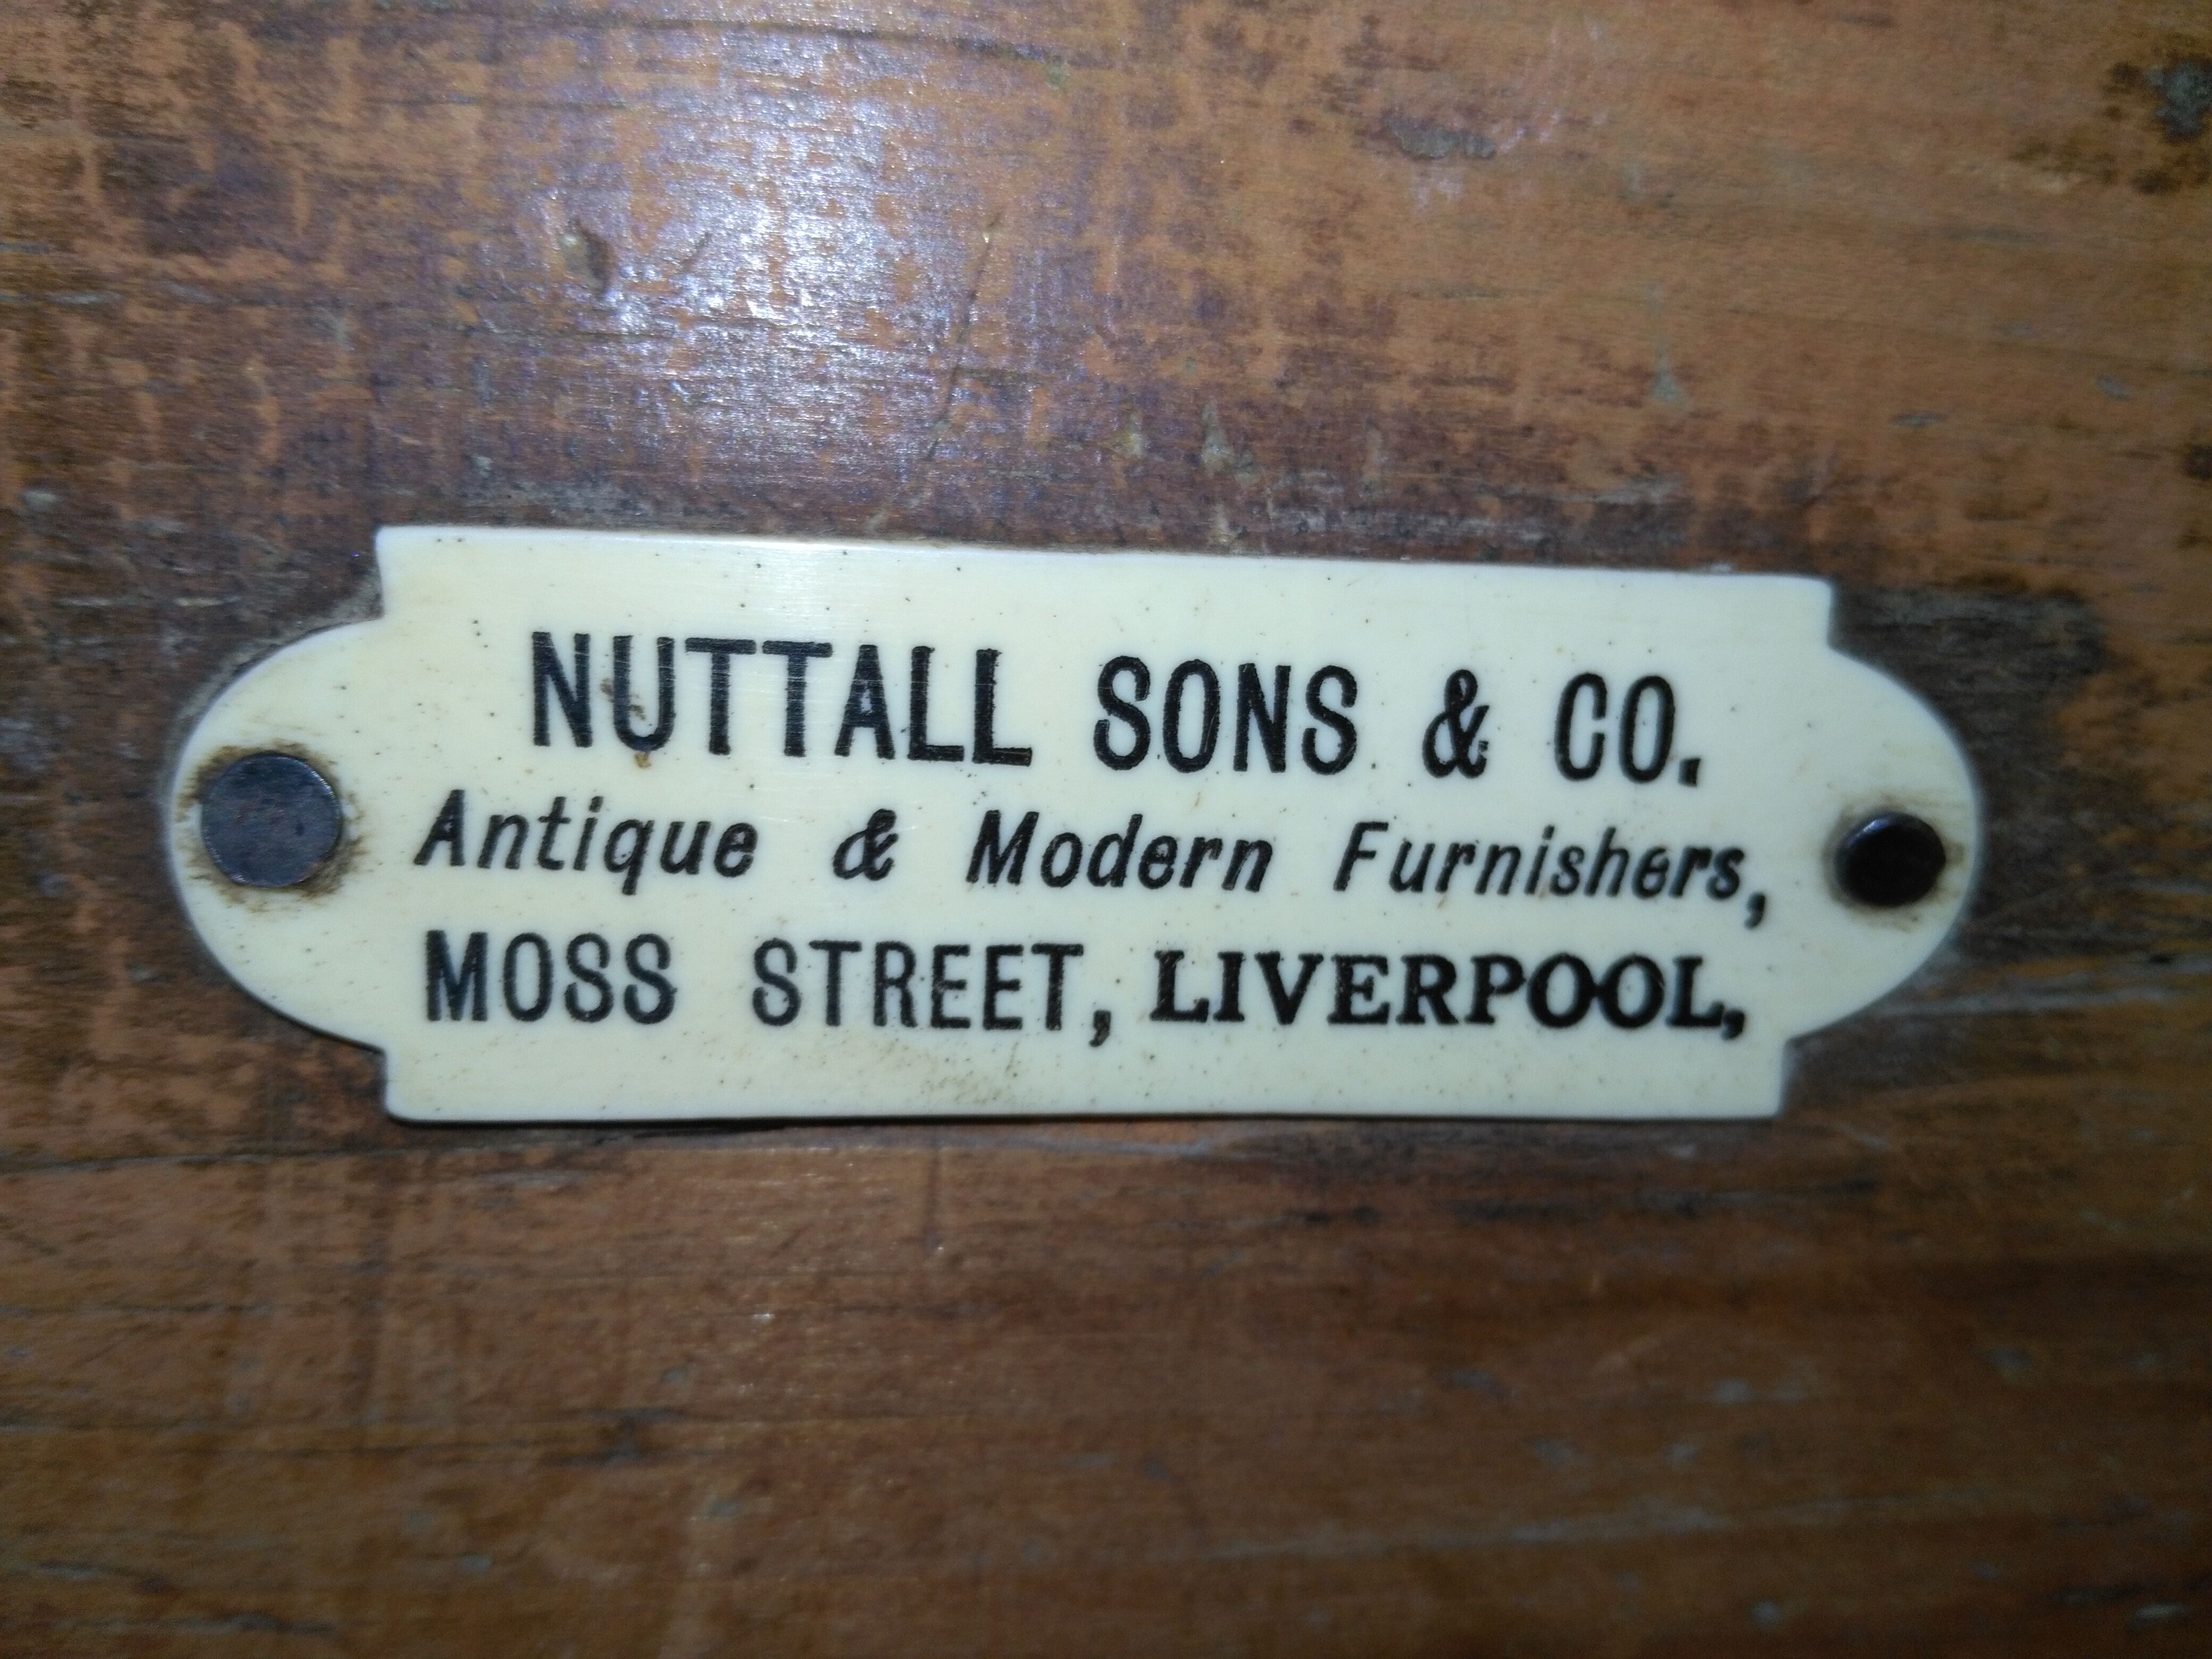 NUTTALL SONS & CO.
Antique & Modern Furnishers,
MOSS STREET, LIVERPOOL,